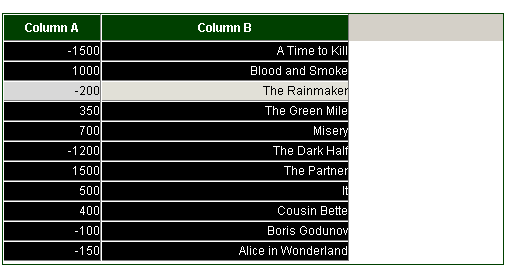 Column A Column B
-1500 A Time to Kill
1000 Blood and Smoke
-200 The Rainmaker
350 The Green Mile
700 Misery
-1200 The Dark Half
1500 The Partner
500 It
400 Cousin Bette
-100 Boris Godunov
-150 Alice in Wonderland